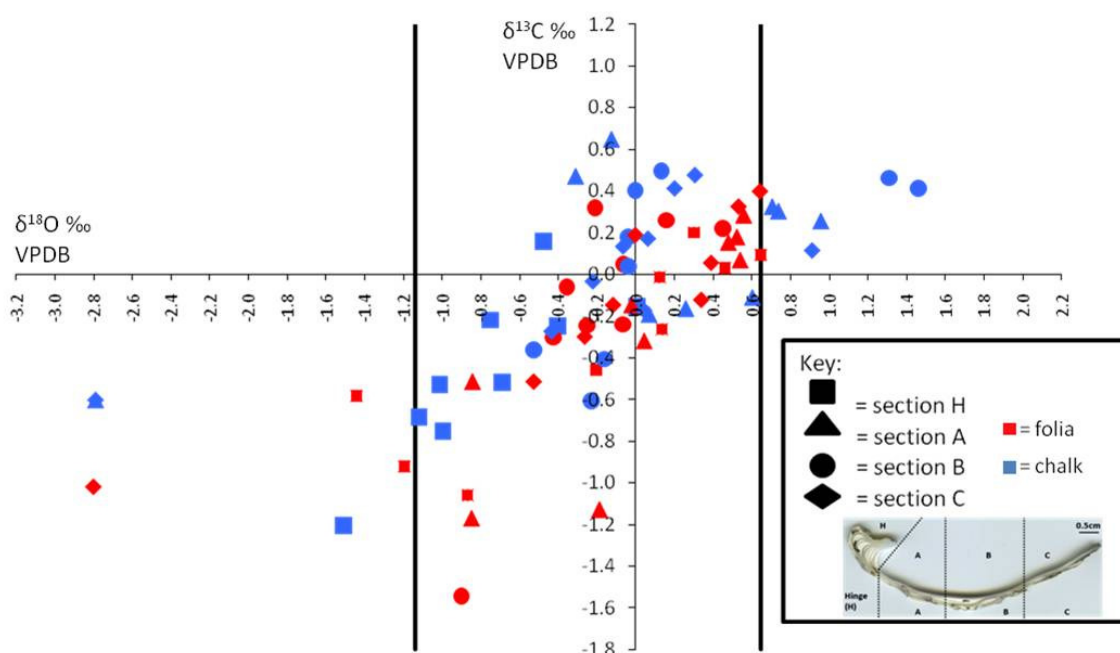 δ¹³C ‰
VPDB
1.2
1.0
0.8
0.6
0.4
0.2
0.0
-0.2
-0.4
-0.6
-0.8
-1.0
-1.2
-1.4
-1.6
-1.8
δ¹⁸O ‰
VPDB
-3.2 -3.0 -2.8 -2.6 -2.4 -2.2 -2.0 -1.8 -1.6 -1.4 -1.2 -1.0 -0.8 -0.6 -0.4 -0.2 0.0 0.2 0.4 0.6 0.8 1.0 1.2 1.4 1.6 1.8 2.0 2.2
Key:
= section H
= section A
= section B
= section C
= folia
= chalk
H
0.5cm
A B C
Hinge
(H)
A B C